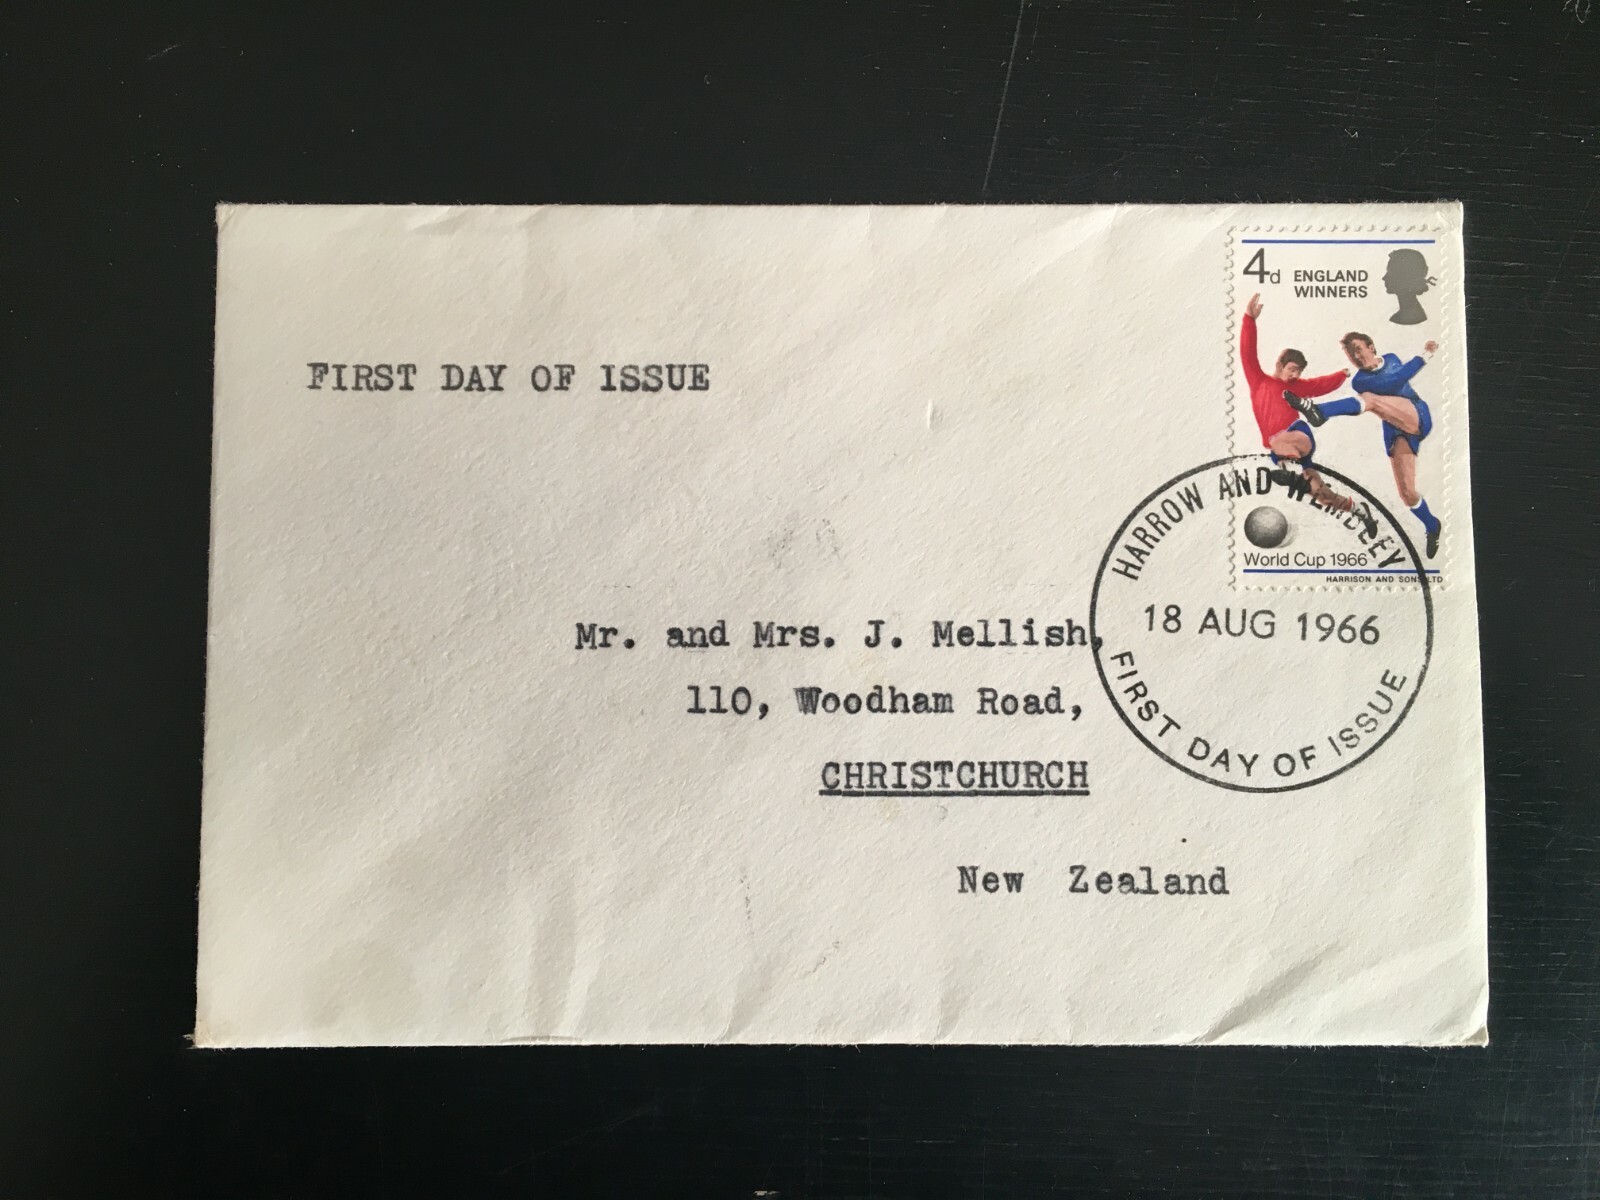 4d ENGLAND
WINNERS
FIRST DAY OF ISSUE
HARROW AND WEMBLEY
World Cup 1966
HARRISON AND SONS LTD
18 AUG 1966
FIRST DAY OF ISSUE
Mr. and Mrs. J. Mellish,
110, Woodham Road,
CHRISTCHURCH
New Zealand